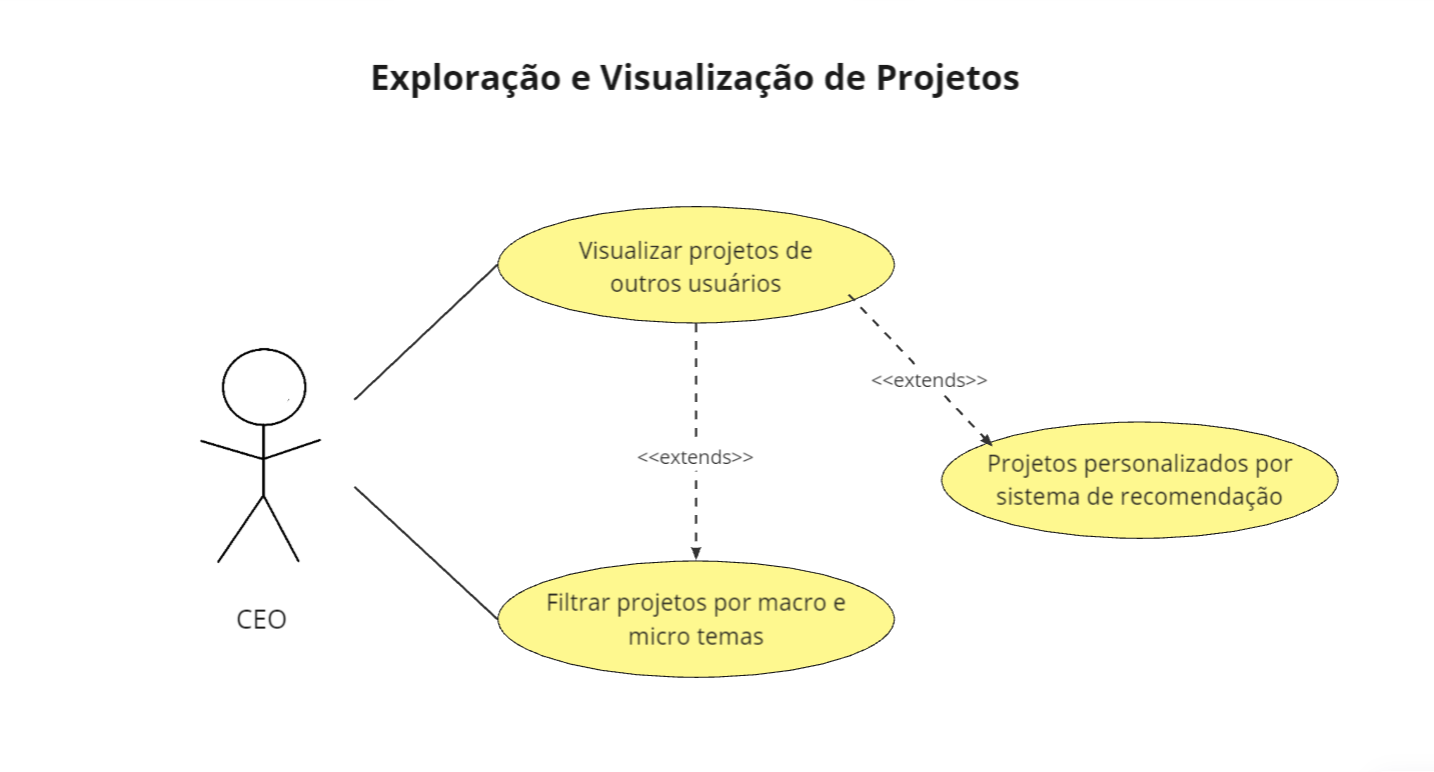 Exploração e Visualização de Projetos
Visualizar projetos de
outros usuários
<<extends>>
<<extends>>
Projetos personalizados por
sistema de recomendação
Filtrar projetos por macro e
micro temas
CEO